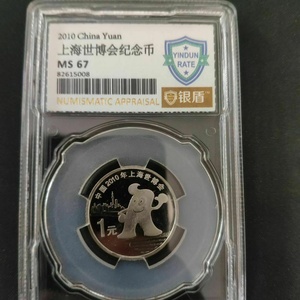 2010 China Yuan
上海世博会纪念币
MS 67
82615008
NUMISMATIC APPRAISAL
YINDUN
RATE
银盾
中国2010年上海世博会
1元